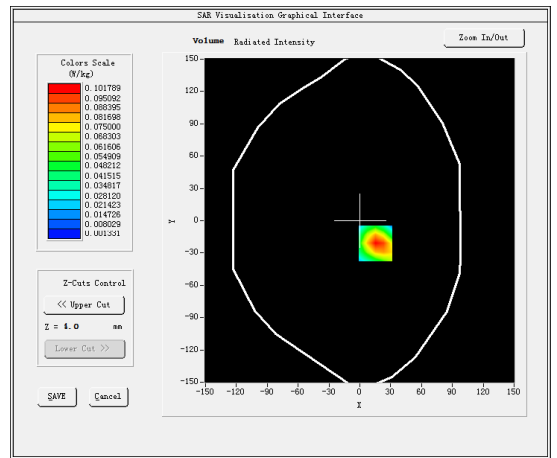 SAR Visualisation Graphical Interface
Volume Radiated Intensity
Zoom In/Out
Colors Scale
(W/kg)
0.101789
0.095092
0.088395
0.081698
0.075000
0.068303
0.061606
0.054909
0.048212
0.041515
0.034817
0.028120
0.021423
0.014726
0.008029
0.001331
Z-Cuts Control
<< Upper Cut
Z = mm
Lower Cut >>
SAVE Cancel
150
120
90
60
30
0
-30
-60
-90
-120
-150
Y
-150 -120 -90 -60 -30 0 30 60 90 120 150
X